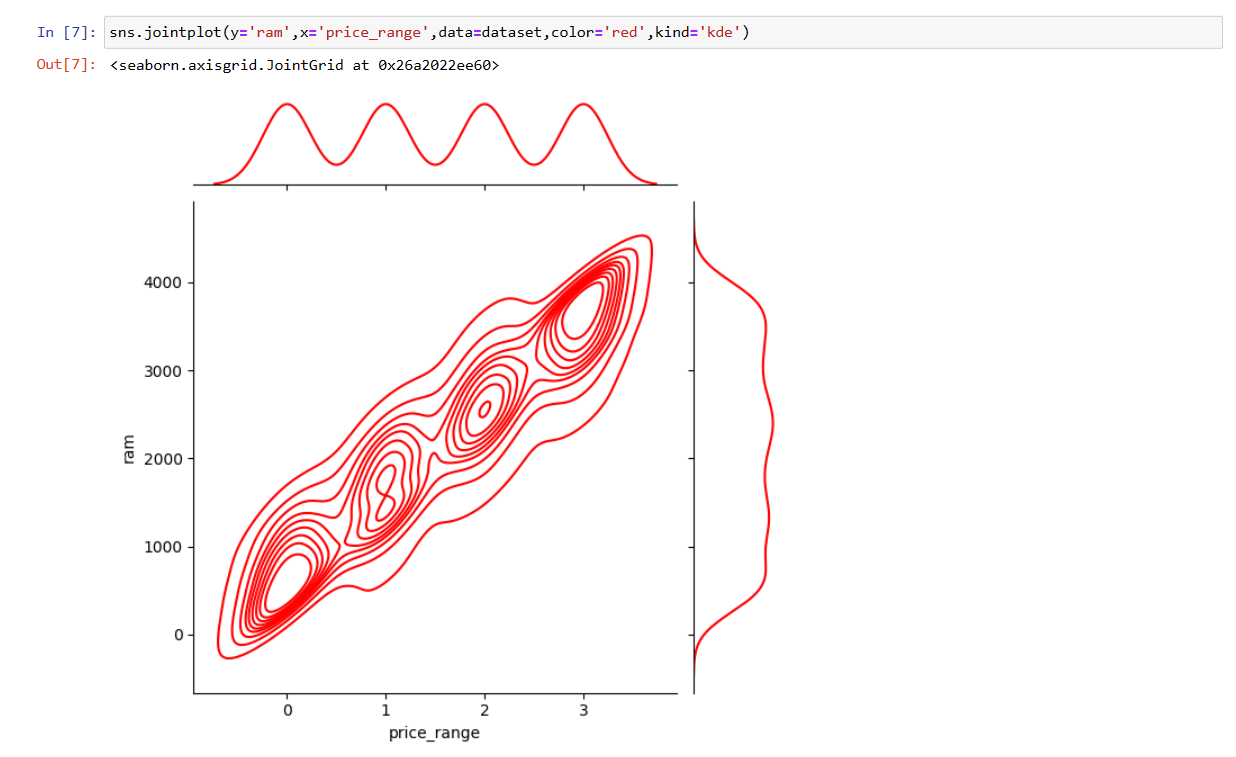 In [7]: sns.jointplot(y='ram',x='price_range',data=dataset,color='red',kind='kde')
Out[7]: <seaborn.axisgrid.JointGrid at 0x26a2022ee60>
4000
3000
ram
2000
1000
0
0 1 2 3
price_range